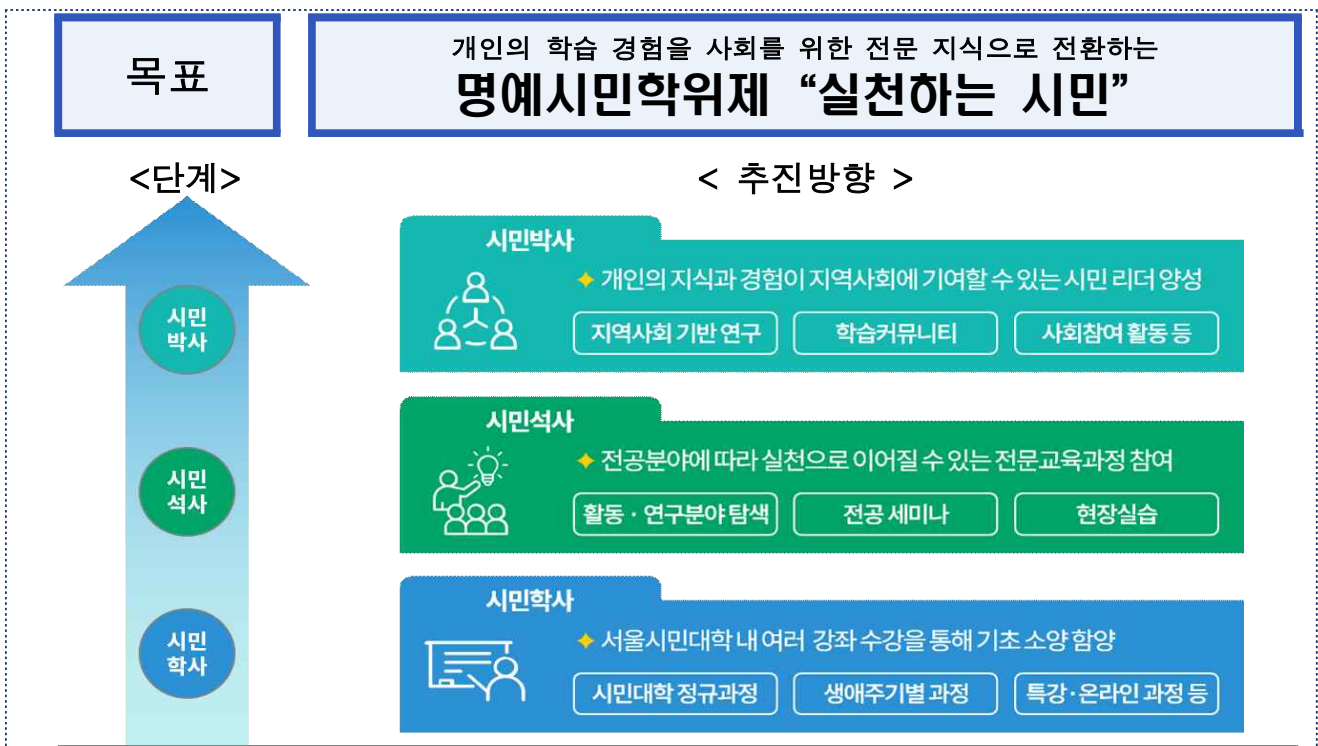 목표
개인의 학습 경험을 사회를 위한 전문 지식으로 전환하는
명예시민학위제 “실천하는 시민”
<단계>
< 추진방향 >
시민
박사
시민
석사
시민
학사
시민박사
✦ 개인의 지식과 경험이 지역사회에 기여할 수 있는 시민 리더 양성
지역사회 기반 연구
학습커뮤니티
사회참여 활동 등
시민석사
✦ 전공분야에 따라 실천으로 이어질 수 있는 전문교육과정 참여
활동 · 연구분야 탐색
전공 세미나
현장실습
시민학사
✦ 서울시민대학 내 여러 강좌 수강을 통해 기초 소양 함양
시민대학 정규과정
생애주기별 과정
특강·온라인 과정 등